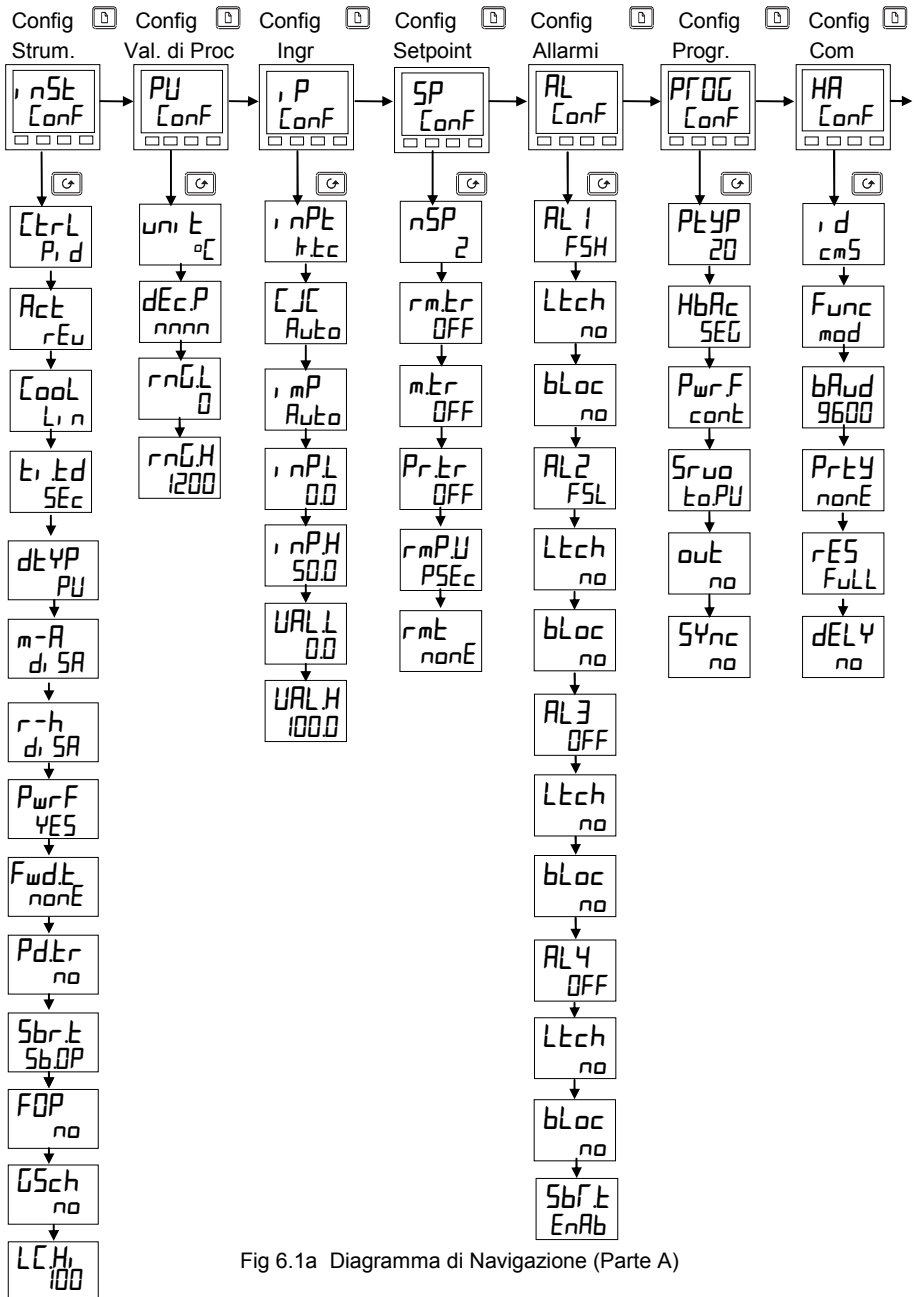 Config Config Config Config Config Config Config
Strum. Val. di Proc Ingr Setpoint Allarmi Progr. Com
inSt
ConF
PV
ConF
iP
ConF
SP
ConF
AL
ConF
ProG
ConF
HA
ConF
CtrL
Pid
Act
rEv
CooL
Lin
ti.td
SEc
dtYP
PV
m-A
diSA
r-h
diSA
PwrF
YES
Fwd.t
nonE
Pd.tr
no
Sbr.t
Sb.OP
FOP
no
GSch
no
LC.Hi
100
unit
°C
dEc.P
nnnn
rnG.L
0
rnG.H
1200
inPt
k.tc
CJC
Auto
imP
Auto
inP.L
0.0
inP.H
50.0
VAL.L
0.0
VAL.H
100.0
nSP
2
rm.tr
OFF
m.tr
OFF
Pr.tr
OFF
rmP.U
PSEc
rmt
nonE
AL1
FSH
Ltch
no
bLoc
no
AL2
FSL
Ltch
no
bLoc
no
AL3
OFF
Ltch
no
bLoc
no
AL4
OFF
Ltch
no
bLoc
no
Sbr.t
EnAb
PtYP
20
HbAc
SEG
Pwr.F
cont
Srvo
to.PV
out
no
SYnc
no
id
cmS
Func
mod
bAud
9600
PrtY
nonE
rES
FuLL
dELY
no
Fig 6.1a Diagramma di Navigazione (Parte A)